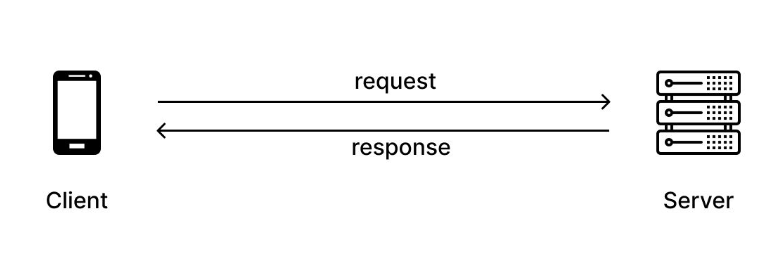 request
response
Client
Server